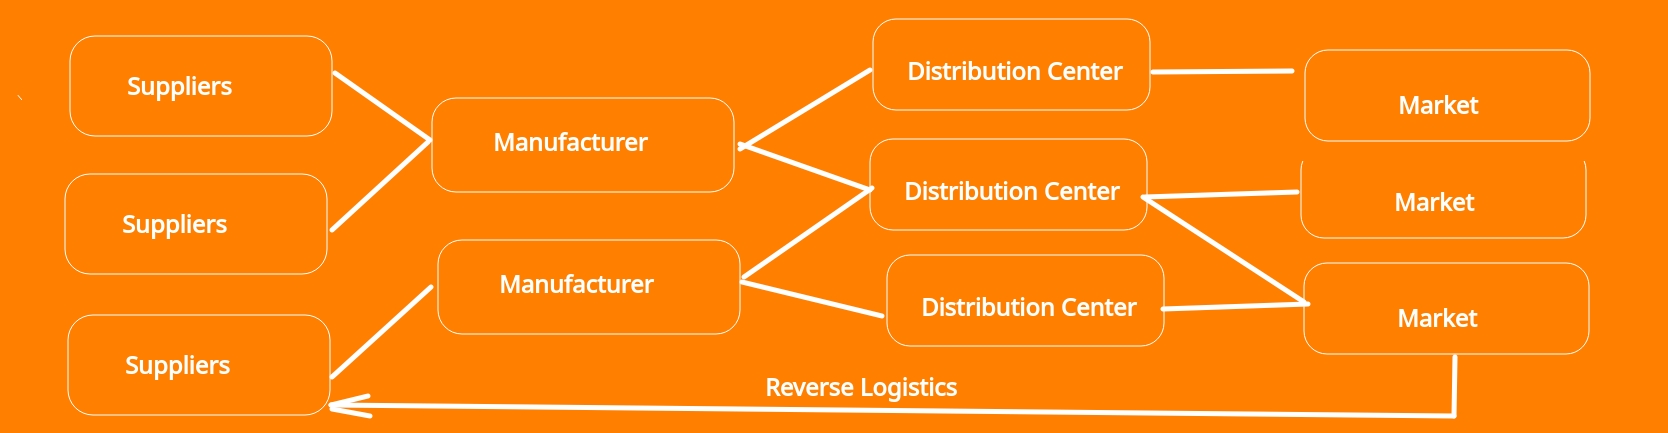 Suppliers
Suppliers
Suppliers
Manufacturer
Manufacturer
Distribution Center
Distribution Center
Distribution Center
Market
Market
Market
Reverse Logistics